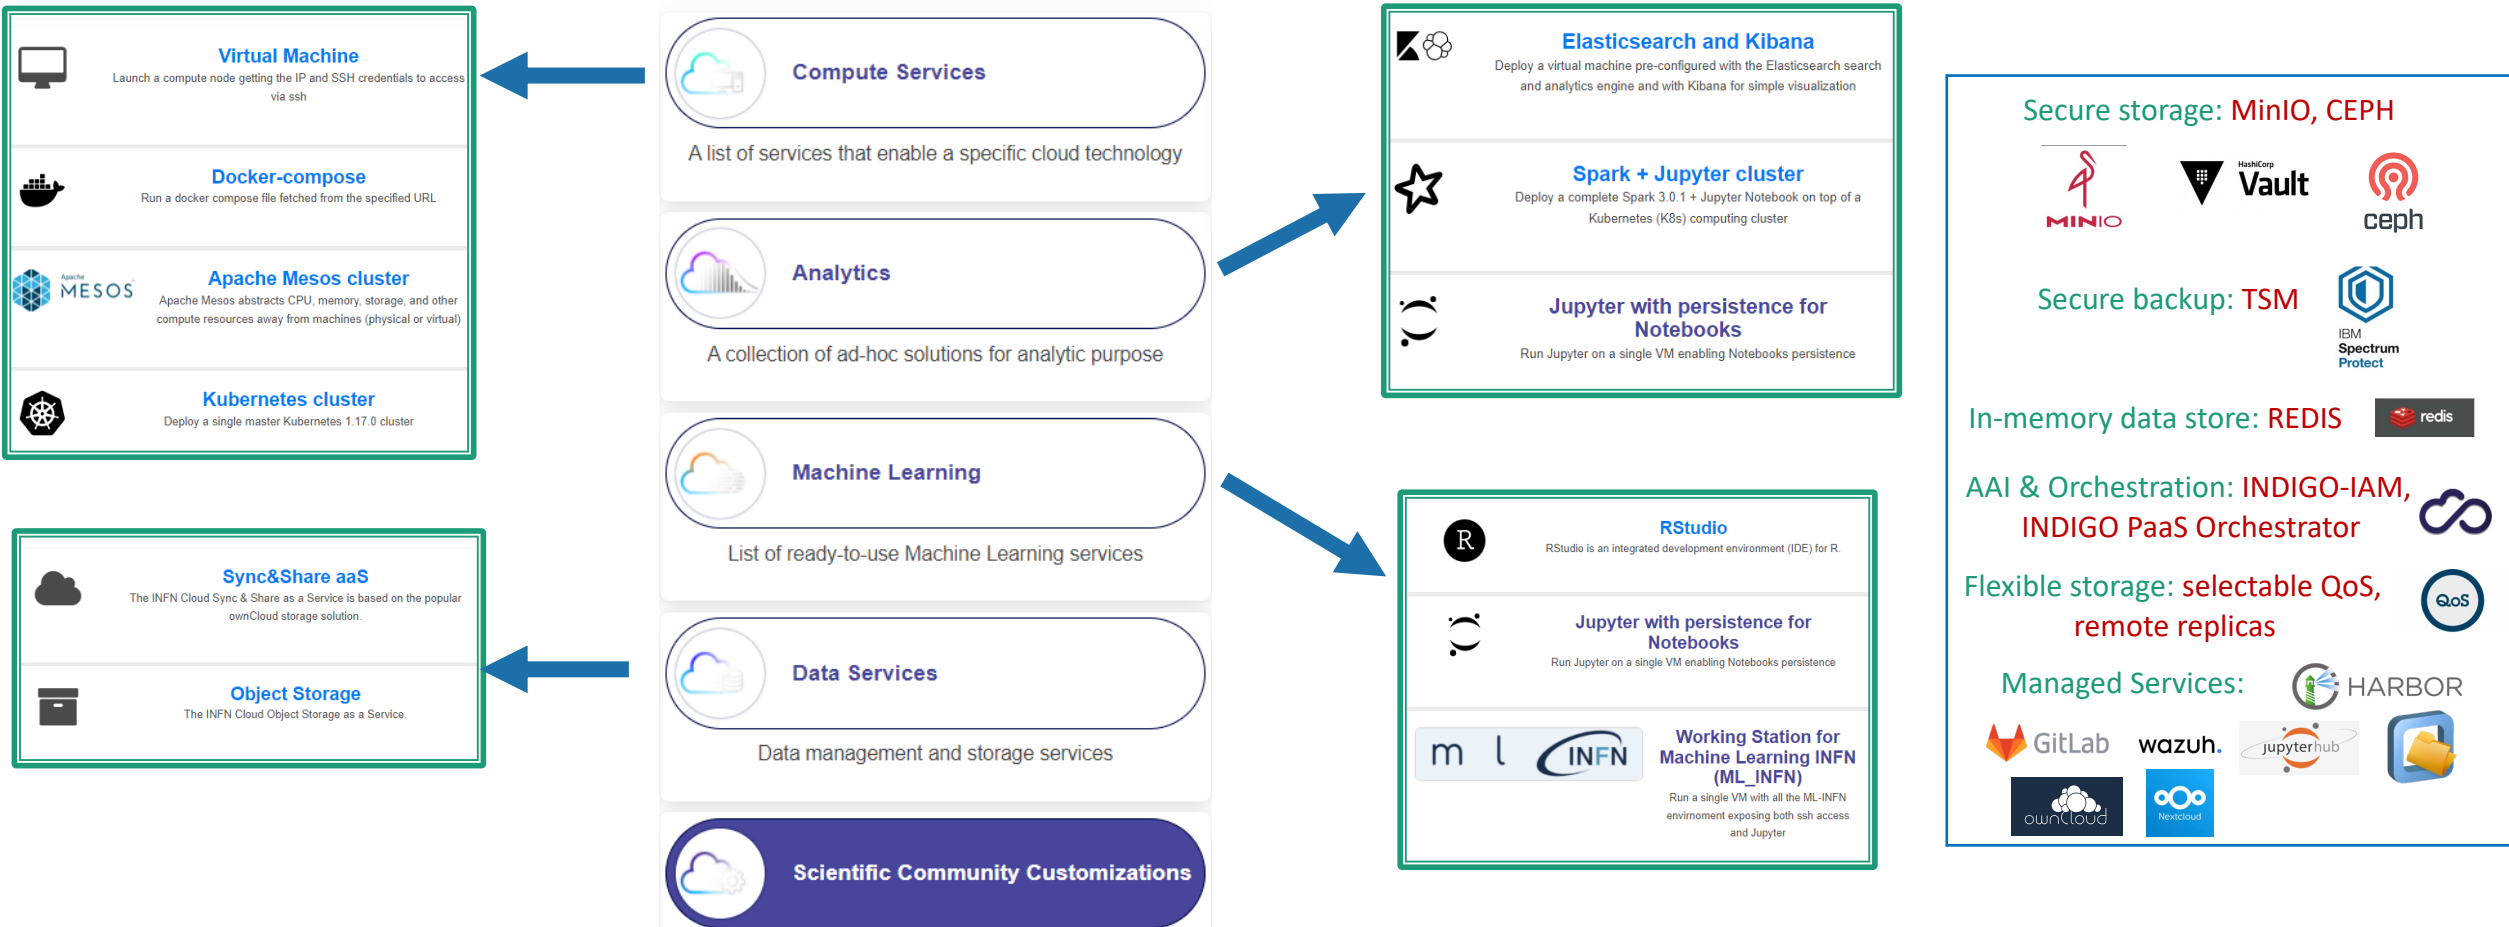 Virtual Machine
Launch a compute node getting the IP and SSH credentials to access
via ssh
Docker-compose
Run a docker compose file fetched from the specified URL
Apache
MESOS
Apache Mesos cluster
Apache Mesos abstracts CPU, memory, storage, and other
compute resources away from machines (physical or virtual)
Kubernetes cluster
Deploy a single master Kubernetes 1.17.0 cluster
Sync&Share aaS
The INFN Cloud Sync & Share as a Service is based on the popular
ownCloud storage solution.
Object Storage
The INFN Cloud Object Storage as a Service.
Compute Services
A list of services that enable a specific cloud technology
Analytics
A collection of ad-hoc solutions for analytic purpose
Machine Learning
List of ready-to-use Machine Learning services
Data Services
Data management and storage services
Scientific Community Customizations
Elasticsearch and Kibana
Deploy a virtual machine pre-configured with the Elasticsearch search
and analytics engine and with Kibana for simple visualization
Spark + Jupyter cluster
Deploy a complete Spark 3.0.1 + Jupyter Notebook on top of a
Kubernetes (K8s) computing cluster
Jupyter with persistence for
Notebooks
Run Jupyter on a single VM enabling Notebooks persistence
R
RStudio
RStudio is an integrated development environment (IDE) for R.
Jupyter with persistence for
Notebooks
Run Jupyter on a single VM enabling Notebooks persistence
m l INFN
Working Station for
Machine Learning INFN
(ML_INFN)
Run a single VM with all the ML-INFN
envirnoment exposing both ssh access
and Jupyter
Secure storage: MinIO, CEPH
MINIO
HashiCorp
Vault
ceph
Secure backup: TSM
IBM
Spectrum
Protect
In-memory data store: REDIS
redis
AAI & Orchestration: INDIGO-IAM,
INDIGO PaaS Orchestrator
Flexible storage: selectable QoS,
remote replicas
QoS
Managed Services:
HARBOR
GitLab
wazuh.
jupyterhub
ownCloud
Nextcloud